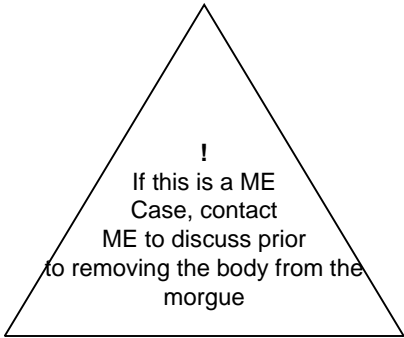 !
If this is a ME
Case, contact
ME to discuss prior
to removing the body from the
morgue